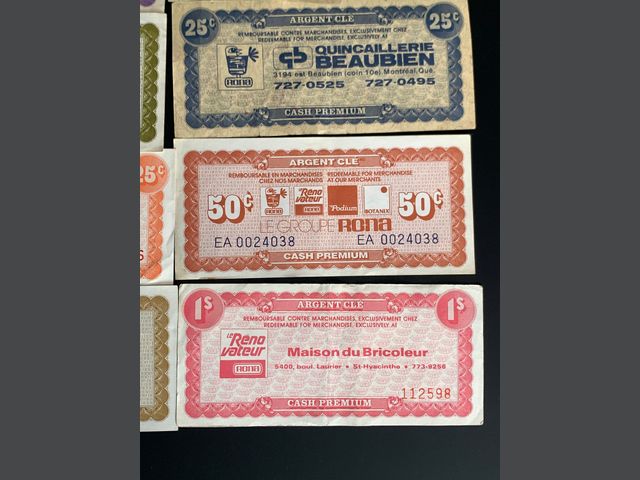 25¢
ARGENT CLÉ
25¢
REMBOURSABLE CONTRE MARCHANDISES, EXCLUSIVEMENT CHEZ
REDEEMABLE FOR MERCHANDISE, EXCLUSIVELY AT
QUINCAILLERIE
BEAUBIEN
RONA
3194 est Beaubien (coin 10e) Montréal, Qué.
727-0525 727-0495
CASH PREMIUM
25¢
ARGENT CLÉ
REMBOURSABLE EN MARCHANDISES REDEEMABLE FOR MERCHANDISE
CHEZ NOS MARCHANDS AT OUR MERCHANTS
50¢
RONA
LE Réno
vateur
RONA
Podium
BOTANIX
50¢
LE GROUPE RONA
EA 0024038 EA 0024038
CASH PREMIUM
6
1$
ARGENT CLÉ
1$
REMBOURSABLE CONTRE MARCHANDISES, EXCLUSIVEMENT CHEZ
REDEEMABLE FOR MERCHANDISE, EXCLUSIVELY AT
LE Réno
vateur
RONA
Maison du Bricoleur
5400, boul. Laurier • St-Hyacinthe • 773-9256
112598
CASH PREMIUM